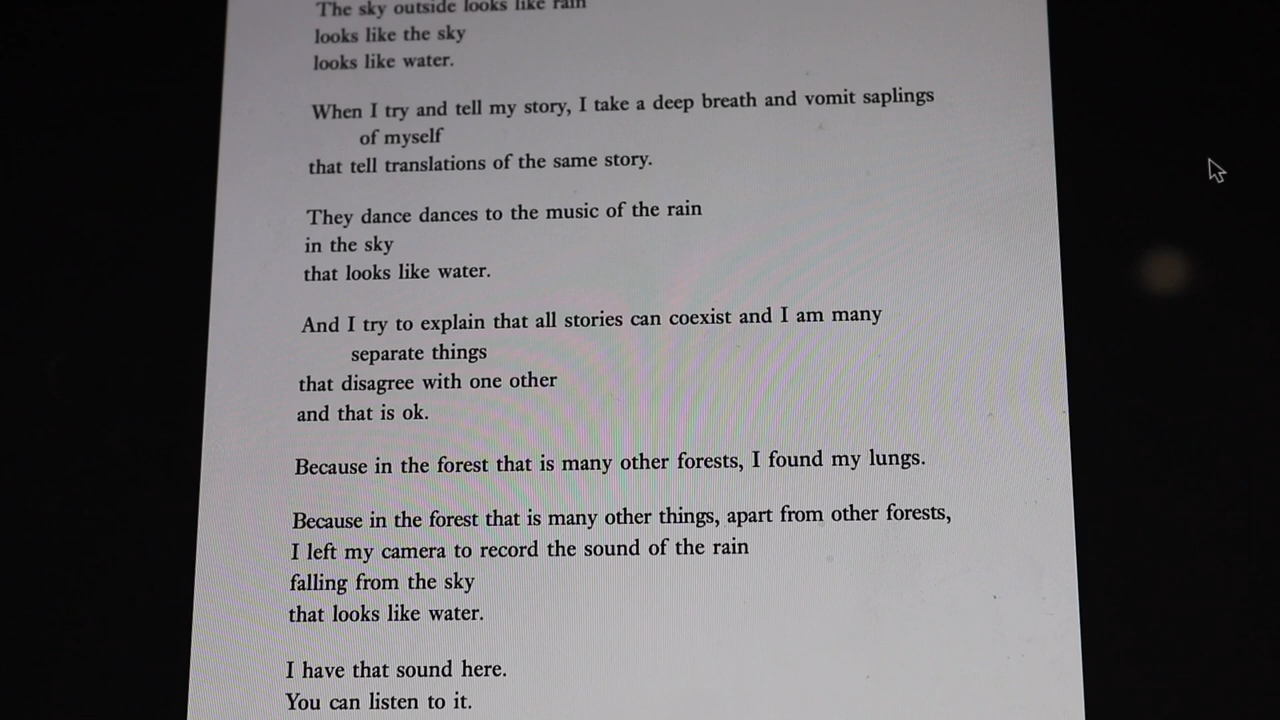 The sky outside looks like rain
looks like the sky
looks like water.
When I try and tell my story, I take a deep breath and vomit saplings
of myself
that tell translations of the same story.
They dance dances to the music of the rain
in the sky
that looks like water.
And I try to explain that all stories can coexist and I am many
separate things
that disagree with one other
and that is ok.
Because in the forest that is many other forests, I found my lungs.
Because in the forest that is many other things, apart from other forests,
I left my camera to record the sound of the rain
falling from the sky
that looks like water.
I have that sound here.
You can listen to it.